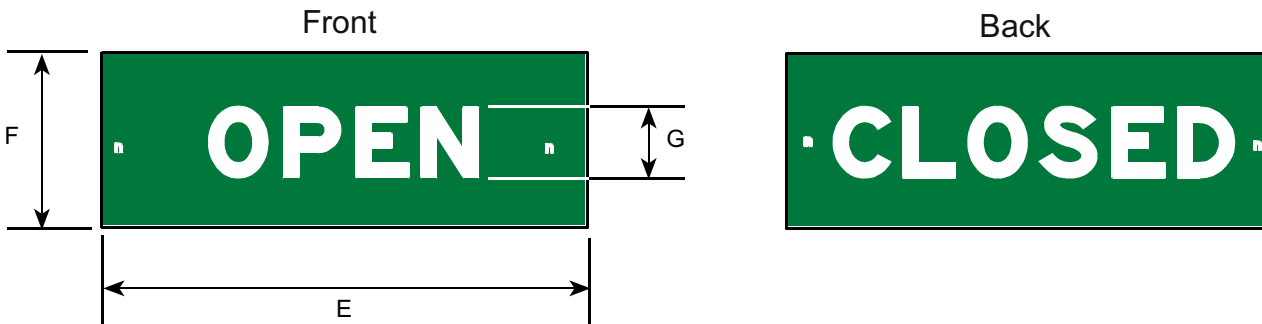 Front
Back
F
n OPEN n
G
n CLOSED n
E